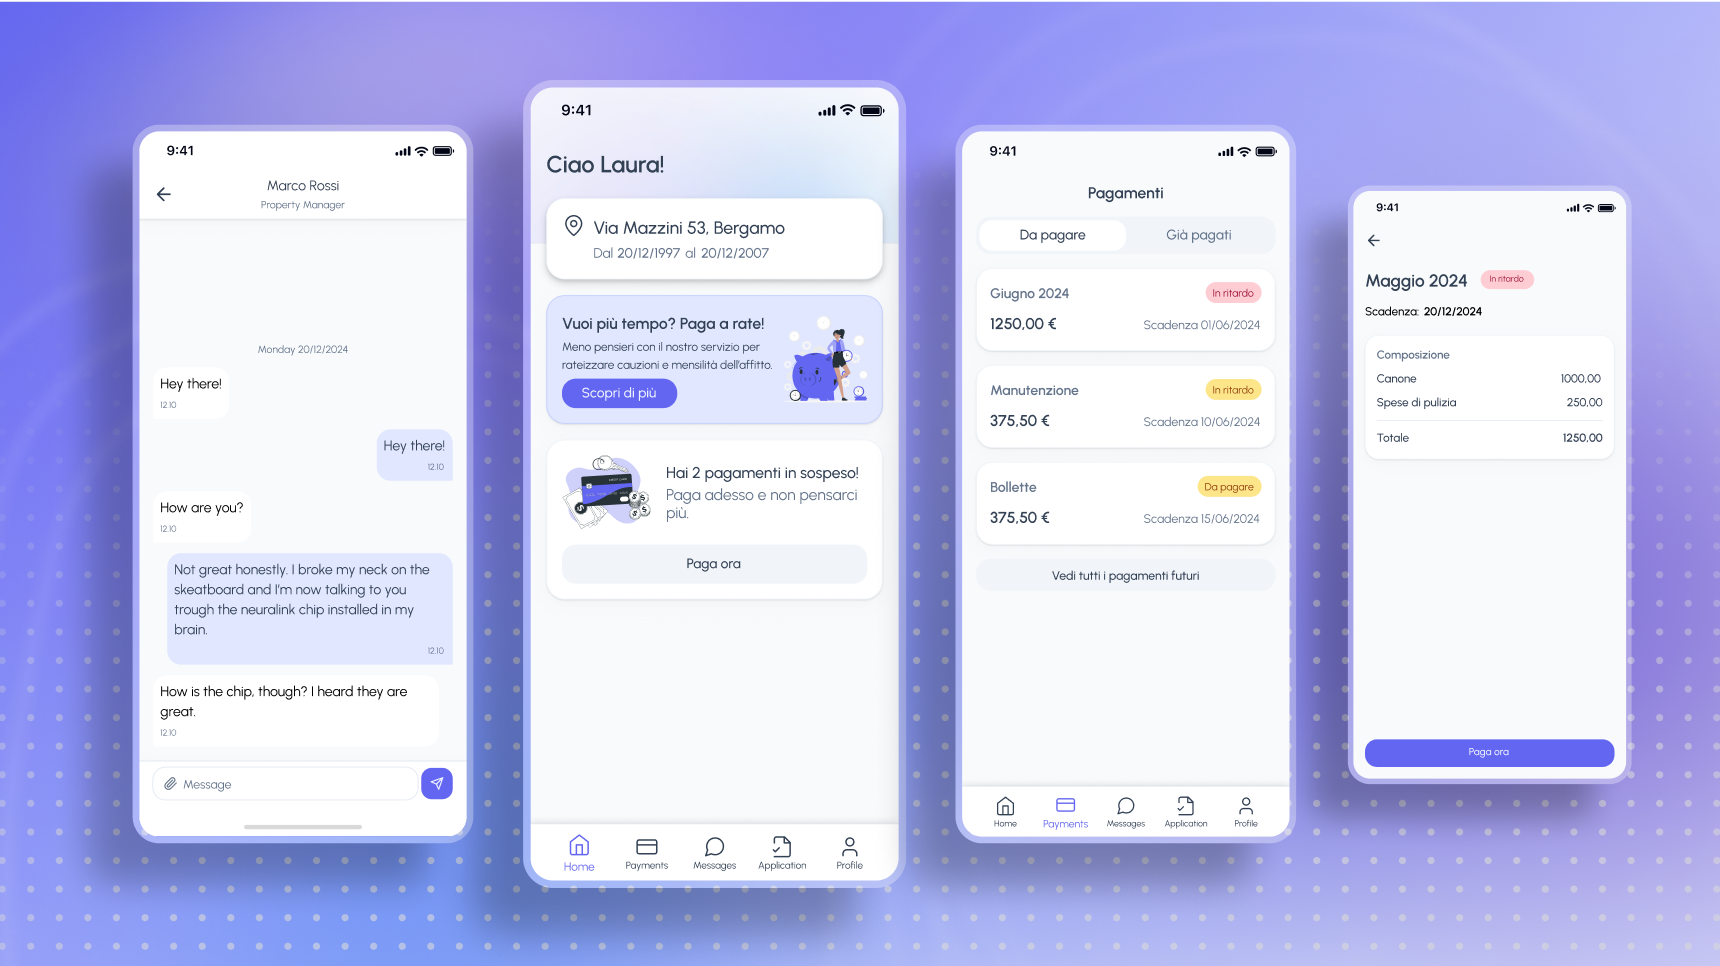 9:41
Marco Rossi
Property Manager
Monday 20/12/2024
Hey there!
12.10
Hey there!
12.10
How are you?
12.10
Not great honestly. I broke my neck on the
skeatboard and I'm now talking to you
trough the neuralink chip installed in my
brain.
12.10
How is the chip, though? I heard they are
great.
12.10
Message
9:41
Ciao Laura!
Via Mazzini 53, Bergamo
Dal 20/12/1997 al 20/12/2007
Vuoi più tempo? Paga a rate!
Meno pensieri con il nostro servizio per
rateizzare cauzioni e mensilità dell'affitto.
Scopri di più
Hai 2 pagamenti in sospeso!
Paga adesso e non pensarci
più.
Paga ora
Home Payments Messages Application Profile
9:41
Pagamenti
Da pagare Già pagati
Giugno 2024 In ritardo
1250,00 € Scadenza 01/06/2024
Manutenzione In ritardo
375,50 € Scadenza 10/06/2024
Bollette Da pagare
375,50 € Scadenza 15/06/2024
Vedi tutti i pagamenti futuri
Home Payments Messages Application Profile
9:41
Maggio 2024 In ritardo
Scadenza: 20/12/2024
Composizione
Canone 1000,00
Spese di pulizia 250,00
Totale 1250,00
Paga ora